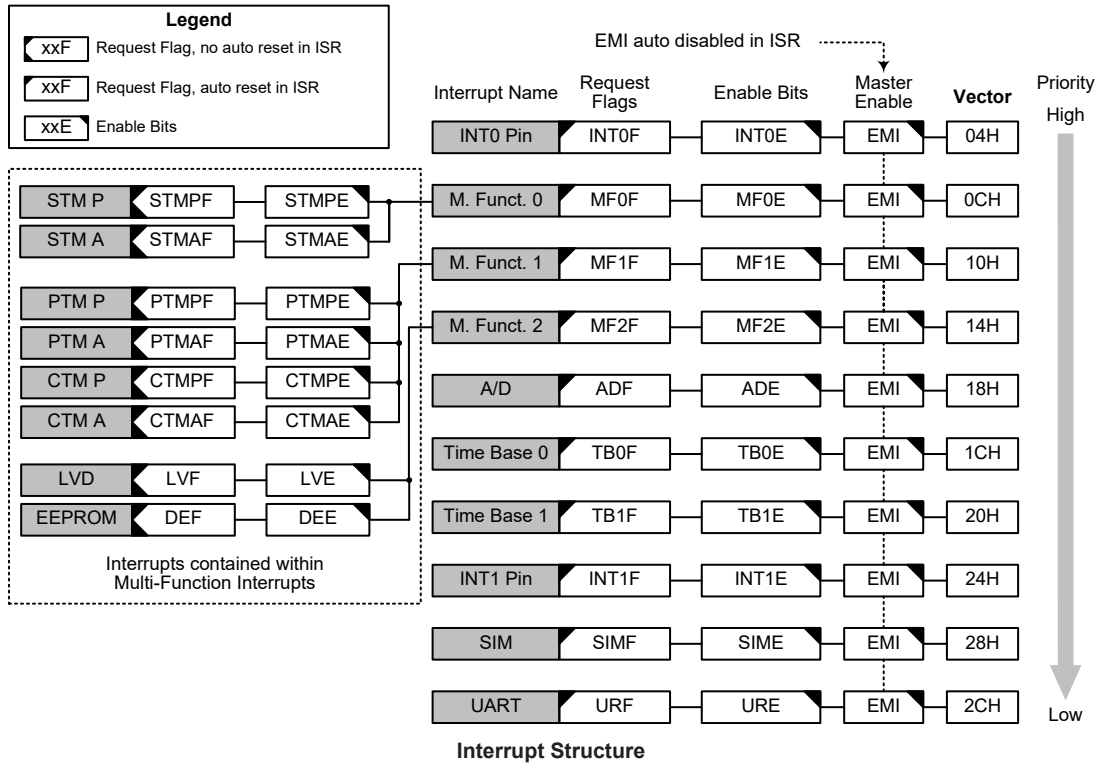 Legend
xxF Request Flag, no auto reset in ISR
xxF Request Flag, auto reset in ISR
xxE Enable Bits
EMI auto disabled in ISR
Interrupt Name Request Flags Enable Bits Master Enable Vector Priority
High
INT0 Pin INT0F INT0E EMI 04H
STM P STMPF STMPE M. Funct. 0 MF0F MF0E EMI 0CH
STM A STMAF STMAE
M. Funct. 1 MF1F MF1E EMI 10H
PTM P PTMPF PTMPE
M. Funct. 2 MF2F MF2E EMI 14H
PTM A PTMAF PTMAE
CTM P CTMPF CTMPE
A/D ADF ADE EMI 18H
CTM A CTMAF CTMAE
Time Base 0 TB0F TB0E EMI 1CH
LVD LVF LVE
EEPROM DEF DEE
Time Base 1 TB1F TB1E EMI 20H
Interrupts contained within
Multi-Function Interrupts
INT1 Pin INT1F INT1E EMI 24H
SIM SIMF SIME EMI 28H
UART URF URE EMI 2CH
Low
Interrupt Structure